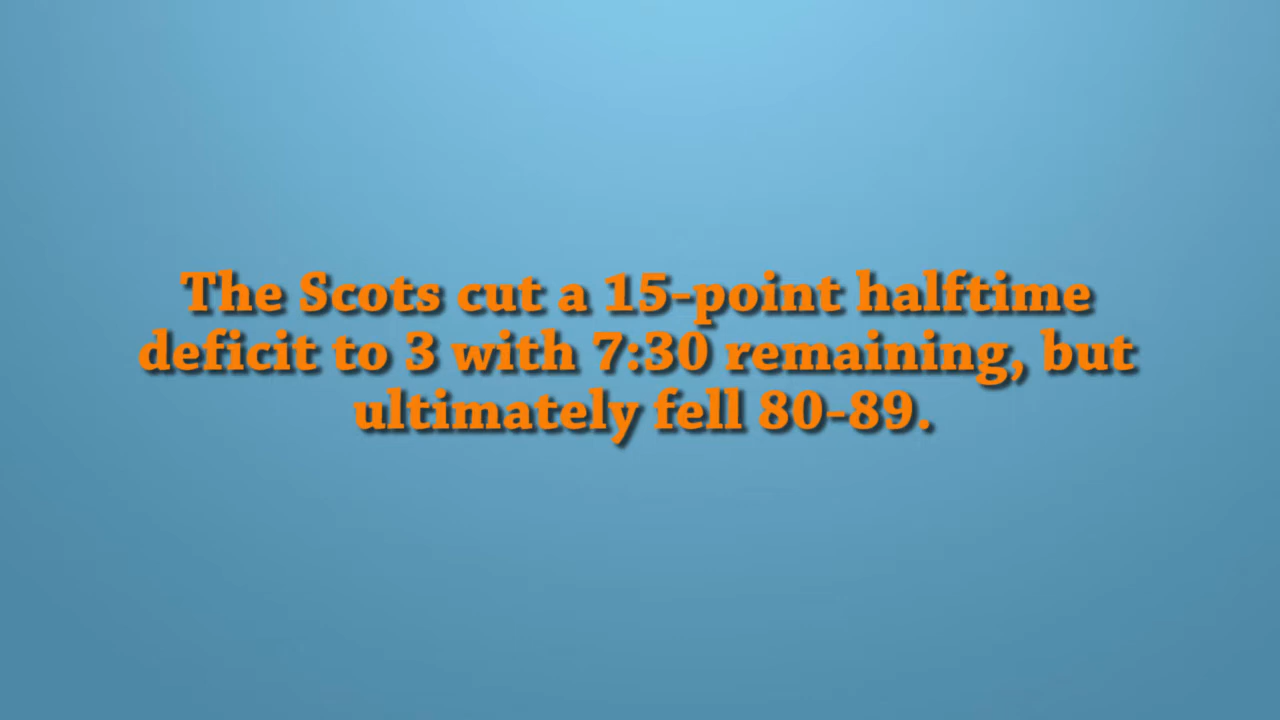 The Scots cut a 15-point halftime
deficit to 3 with 7:30 remaining, but
ultimately fell 80-89.